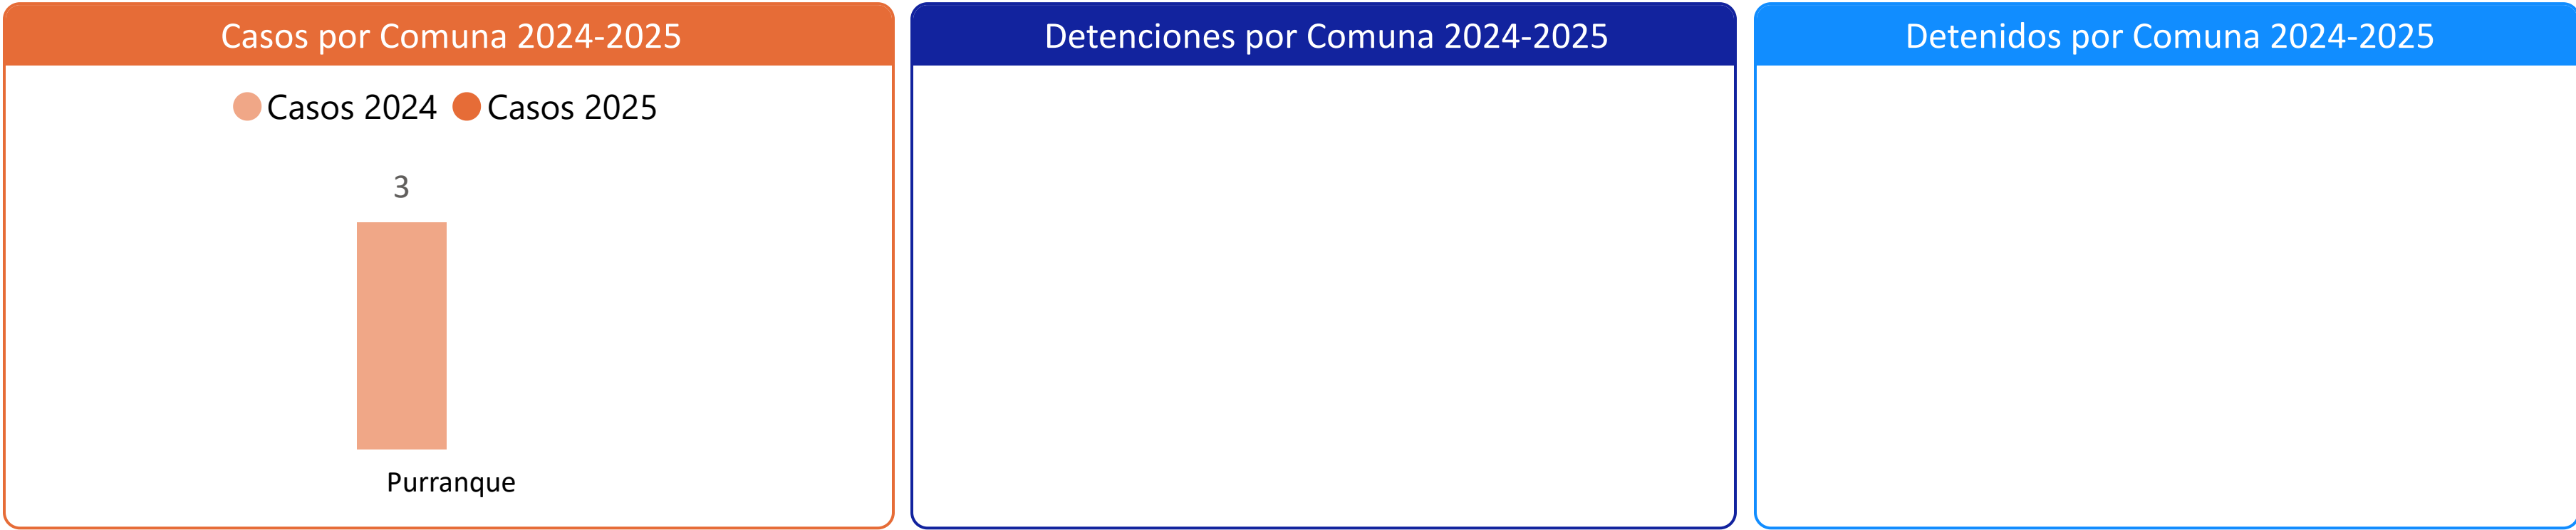 Casos por Comuna 2024-2025
Casos 2024 Casos 2025
3
Purranque
Detenciones por Comuna 2024-2025
Detenidos por Comuna 2024-2025